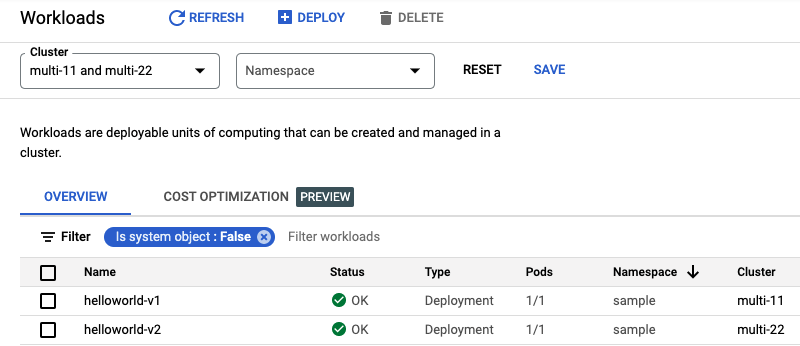 Workloads REFRESH DEPLOY DELETE
Cluster
multi-11 and multi-22 Namespace RESET SAVE
Workloads are deployable units of computing that can be created and managed in a
cluster.
OVERVIEW COST OPTIMIZATION PREVIEW
Filter Is system object : False Filter workloads
Name Status Type Pods Namespace Cluster
helloworld-v1 OK Deployment 1/1 sample multi-11
helloworld-v2 OK Deployment 1/1 sample multi-22